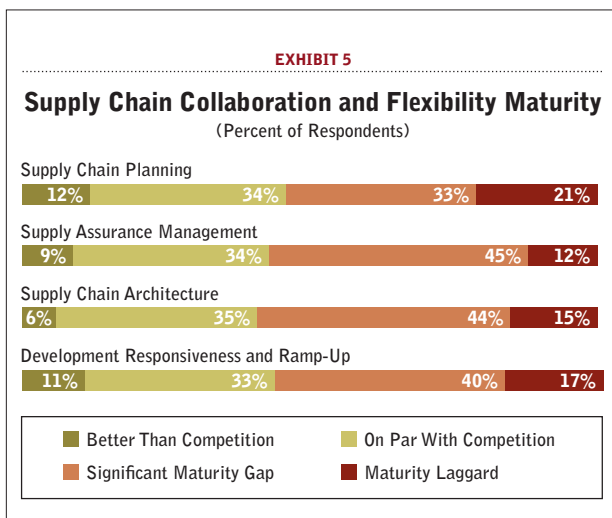 EXHIBIT 5
Supply Chain Collaboration and Flexibility Maturity
(Percent of Respondents)
Supply Chain Planning
12% 34% 33% 21%
Supply Assurance Management
9% 34% 45% 12%
Supply Chain Architecture
6% 35% 44% 15%
Development Responsiveness and Ramp-Up
11% 33% 40% 17%
Better Than Competition On Par With Competition
Significant Maturity Gap Maturity Laggard